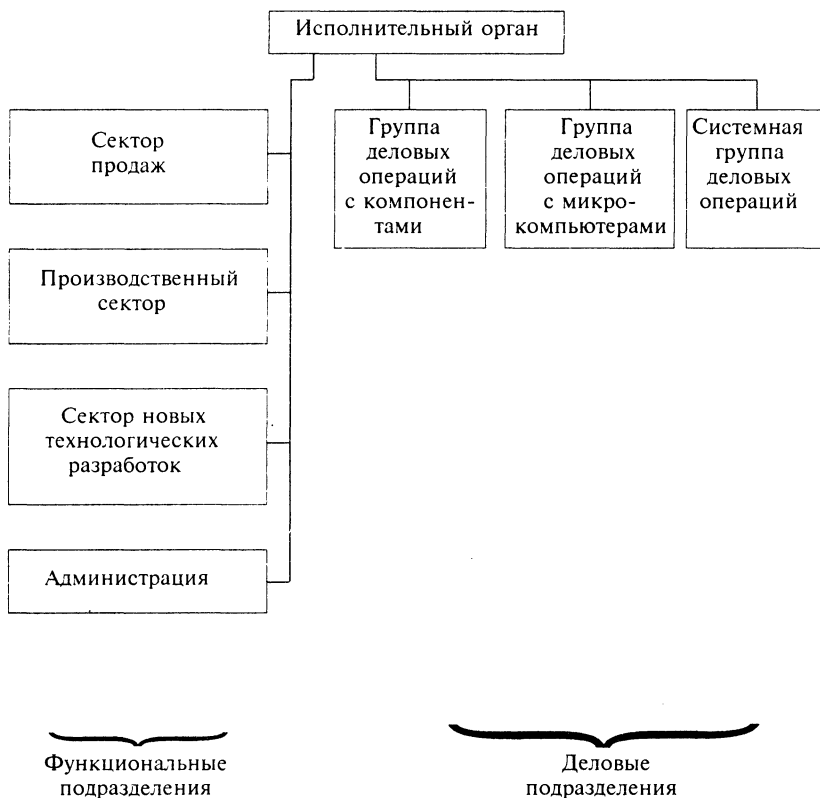 Исполнительный орган
Сектор
продаж
Производственный
сектор
Сектор новых
технологических
разработок
Администрация
Группа
деловых
операций
с компонен-
тами
Группа
деловых
операций
с микро-
компьютерами
Системная
группа
деловых
операций
Функциональные
подразделения
Деловые
подразделения